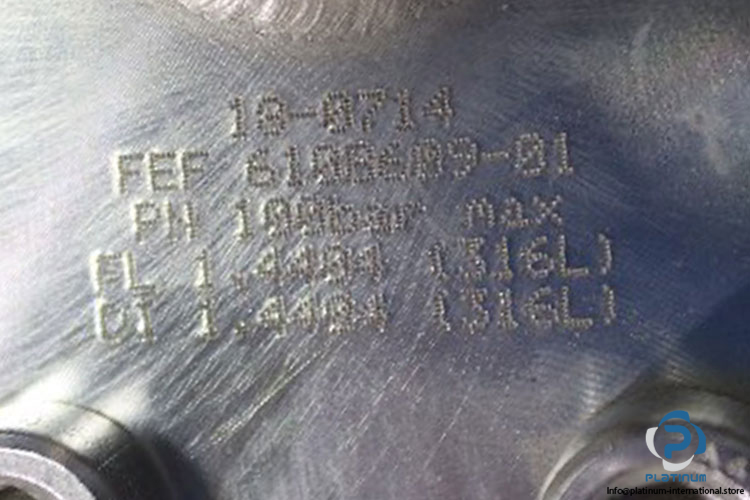 10-0714
FEF 6108609-01
PN 100bar max
FL 1.4404 (316L)
DI 1.4404 (316L)
PLATINUM
Info@platinum-international.store